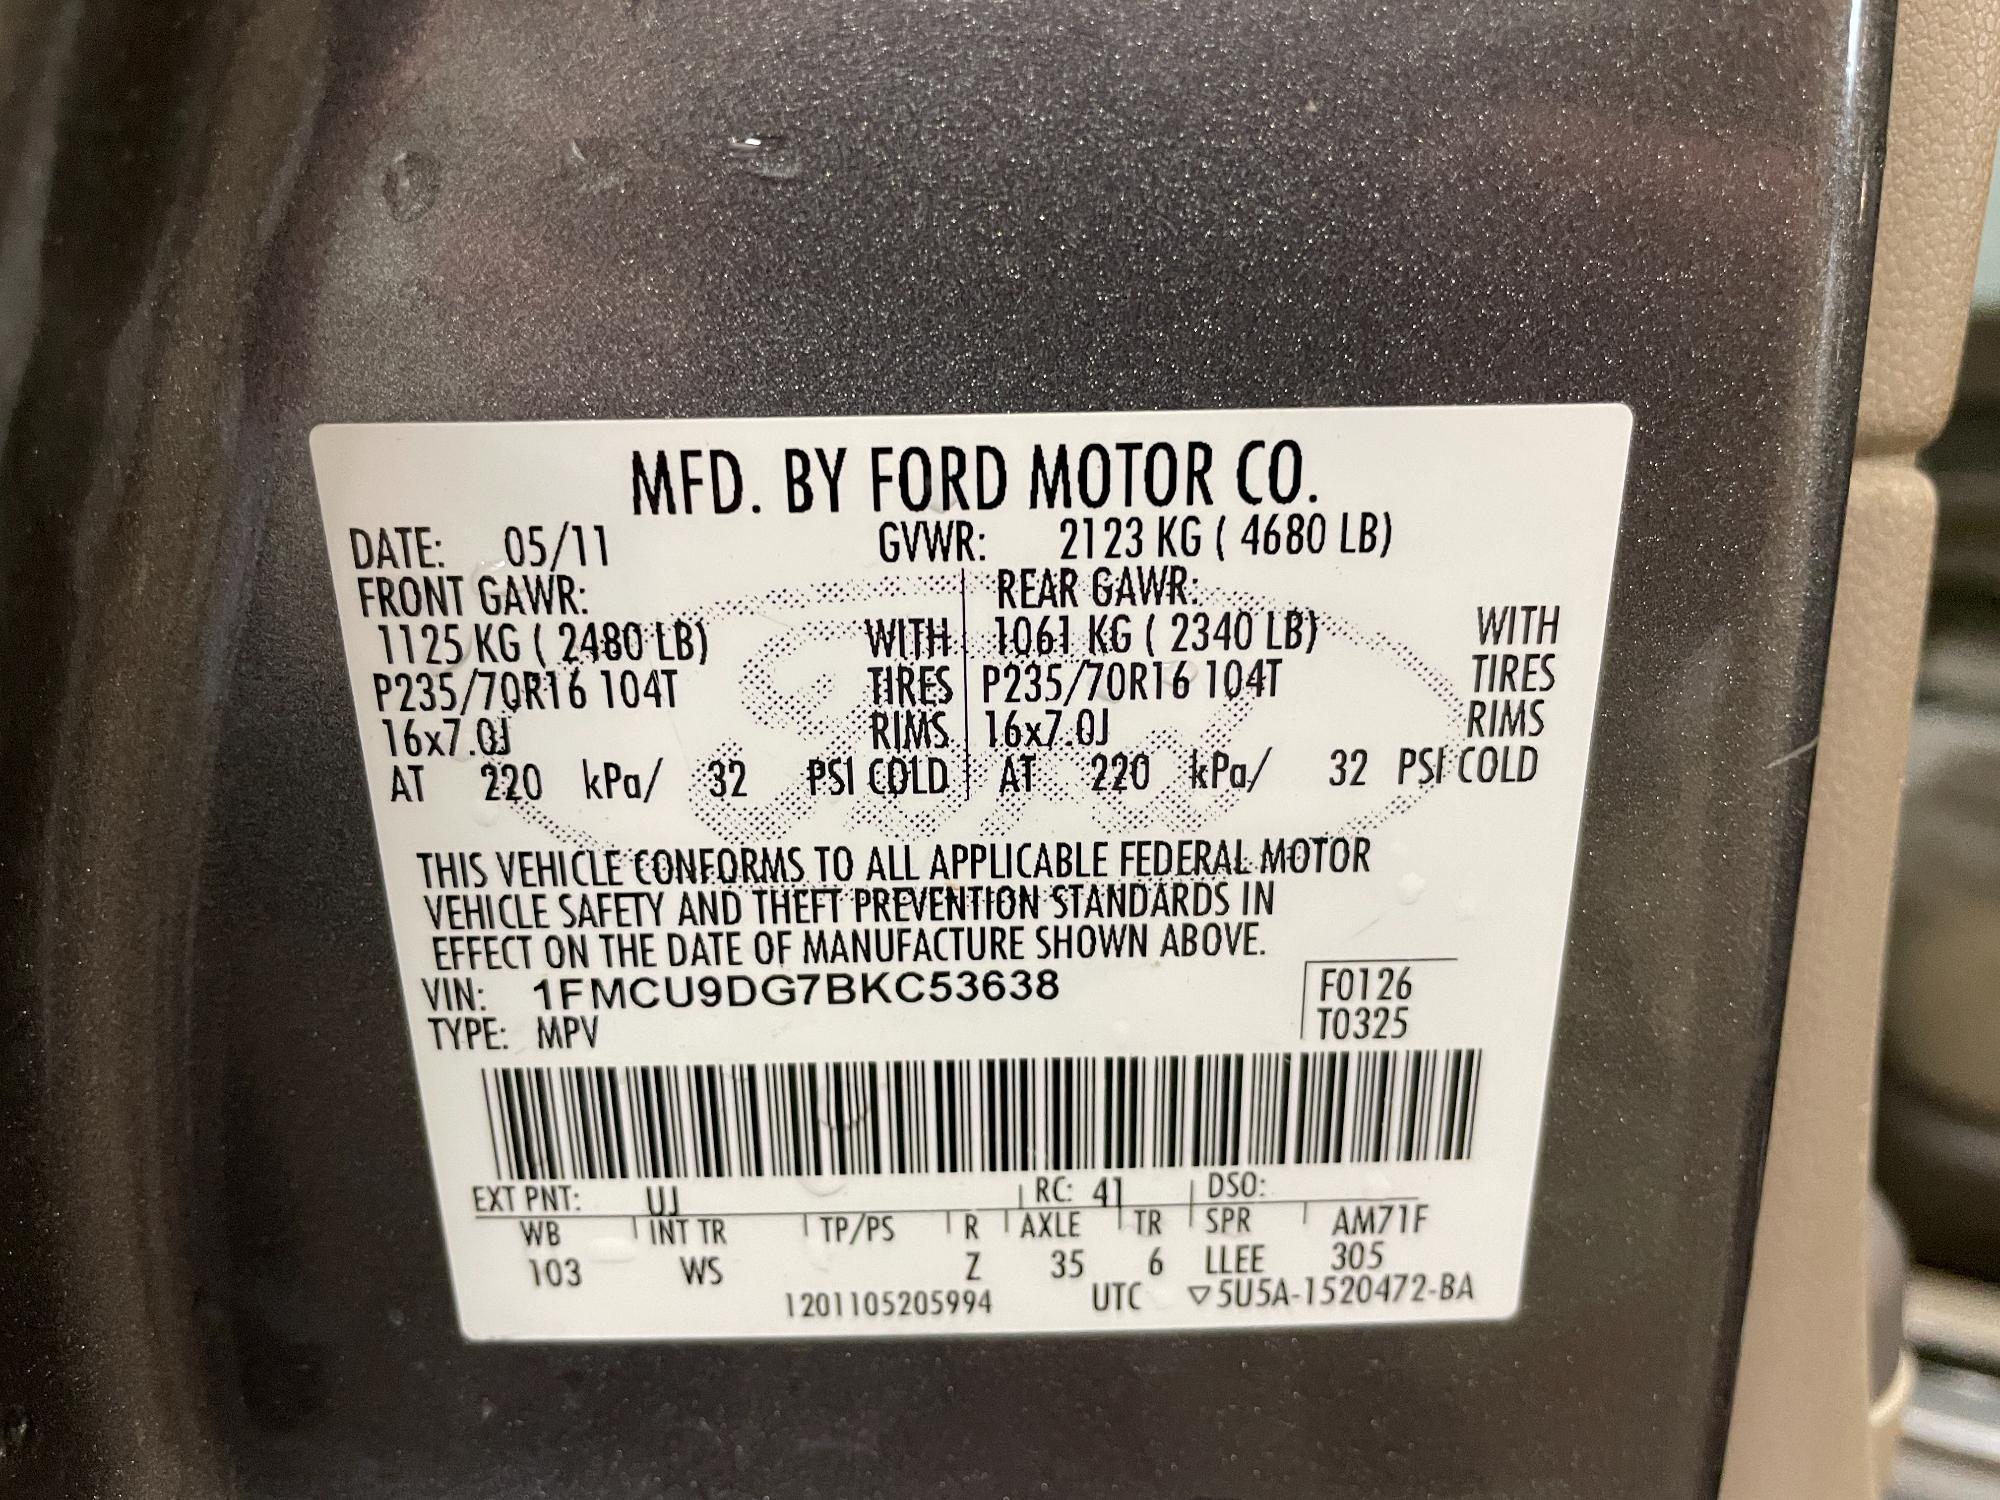 MFD. BY FORD MOTOR CO.
DATE: 05/11 GVWR: 2123 KG ( 4680 LB)
FRONT GAWR: REAR GAWR:
1125 KG ( 2480 LB) WITH 1061 KG ( 2340 LB) WITH
P235/70R16 104T TIRES P235/70R16 104T TIRES
16x7.0J RIMS 16x7.0J RIMS
AT 220 kPa/ 32 PSI COLD AT 220 kPa/ 32 PSI COLD
THIS VEHICLE CONFORMS TO ALL APPLICABLE FEDERAL MOTOR
VEHICLE SAFETY AND THEFT PREVENTION STANDARDS IN
EFFECT ON THE DATE OF MANUFACTURE SHOWN ABOVE.
VIN: 1FMCU9DG7BKC53638 F0126
TYPE: MPV T0325
EXT PNT: UJ RC: 41 DSO:
WB INT TR TP/PS R AXLE TR SPR AM71F
103 WS Z 35 6 LLEE 305
1201105205994 UTC ▽5U5A-1520472-BA